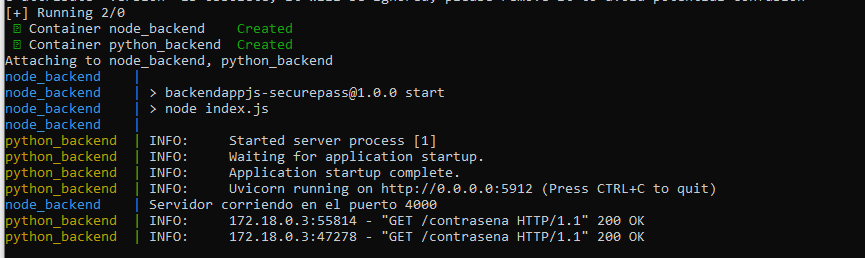 [+] Running 2/0
Container node_backend Created
Container python_backend Created
Attaching to node_backend, python_backend
node_backend |
node_backend | > backendappjs-securepass@1.0.0 start
node_backend | > node index.js
node_backend |
python_backend | INFO: Started server process [1]
python_backend | INFO: Waiting for application startup.
python_backend | INFO: Application startup complete.
python_backend | INFO: Uvicorn running on http://0.0.0.0:5912 (Press CTRL+C to quit)
node_backend | Servidor corriendo en el puerto 4000
python_backend | INFO: 172.18.0.3:55814 - "GET /contrasena HTTP/1.1" 200 OK
python_backend | INFO: 172.18.0.3:47278 - "GET /contrasena HTTP/1.1" 200 OK